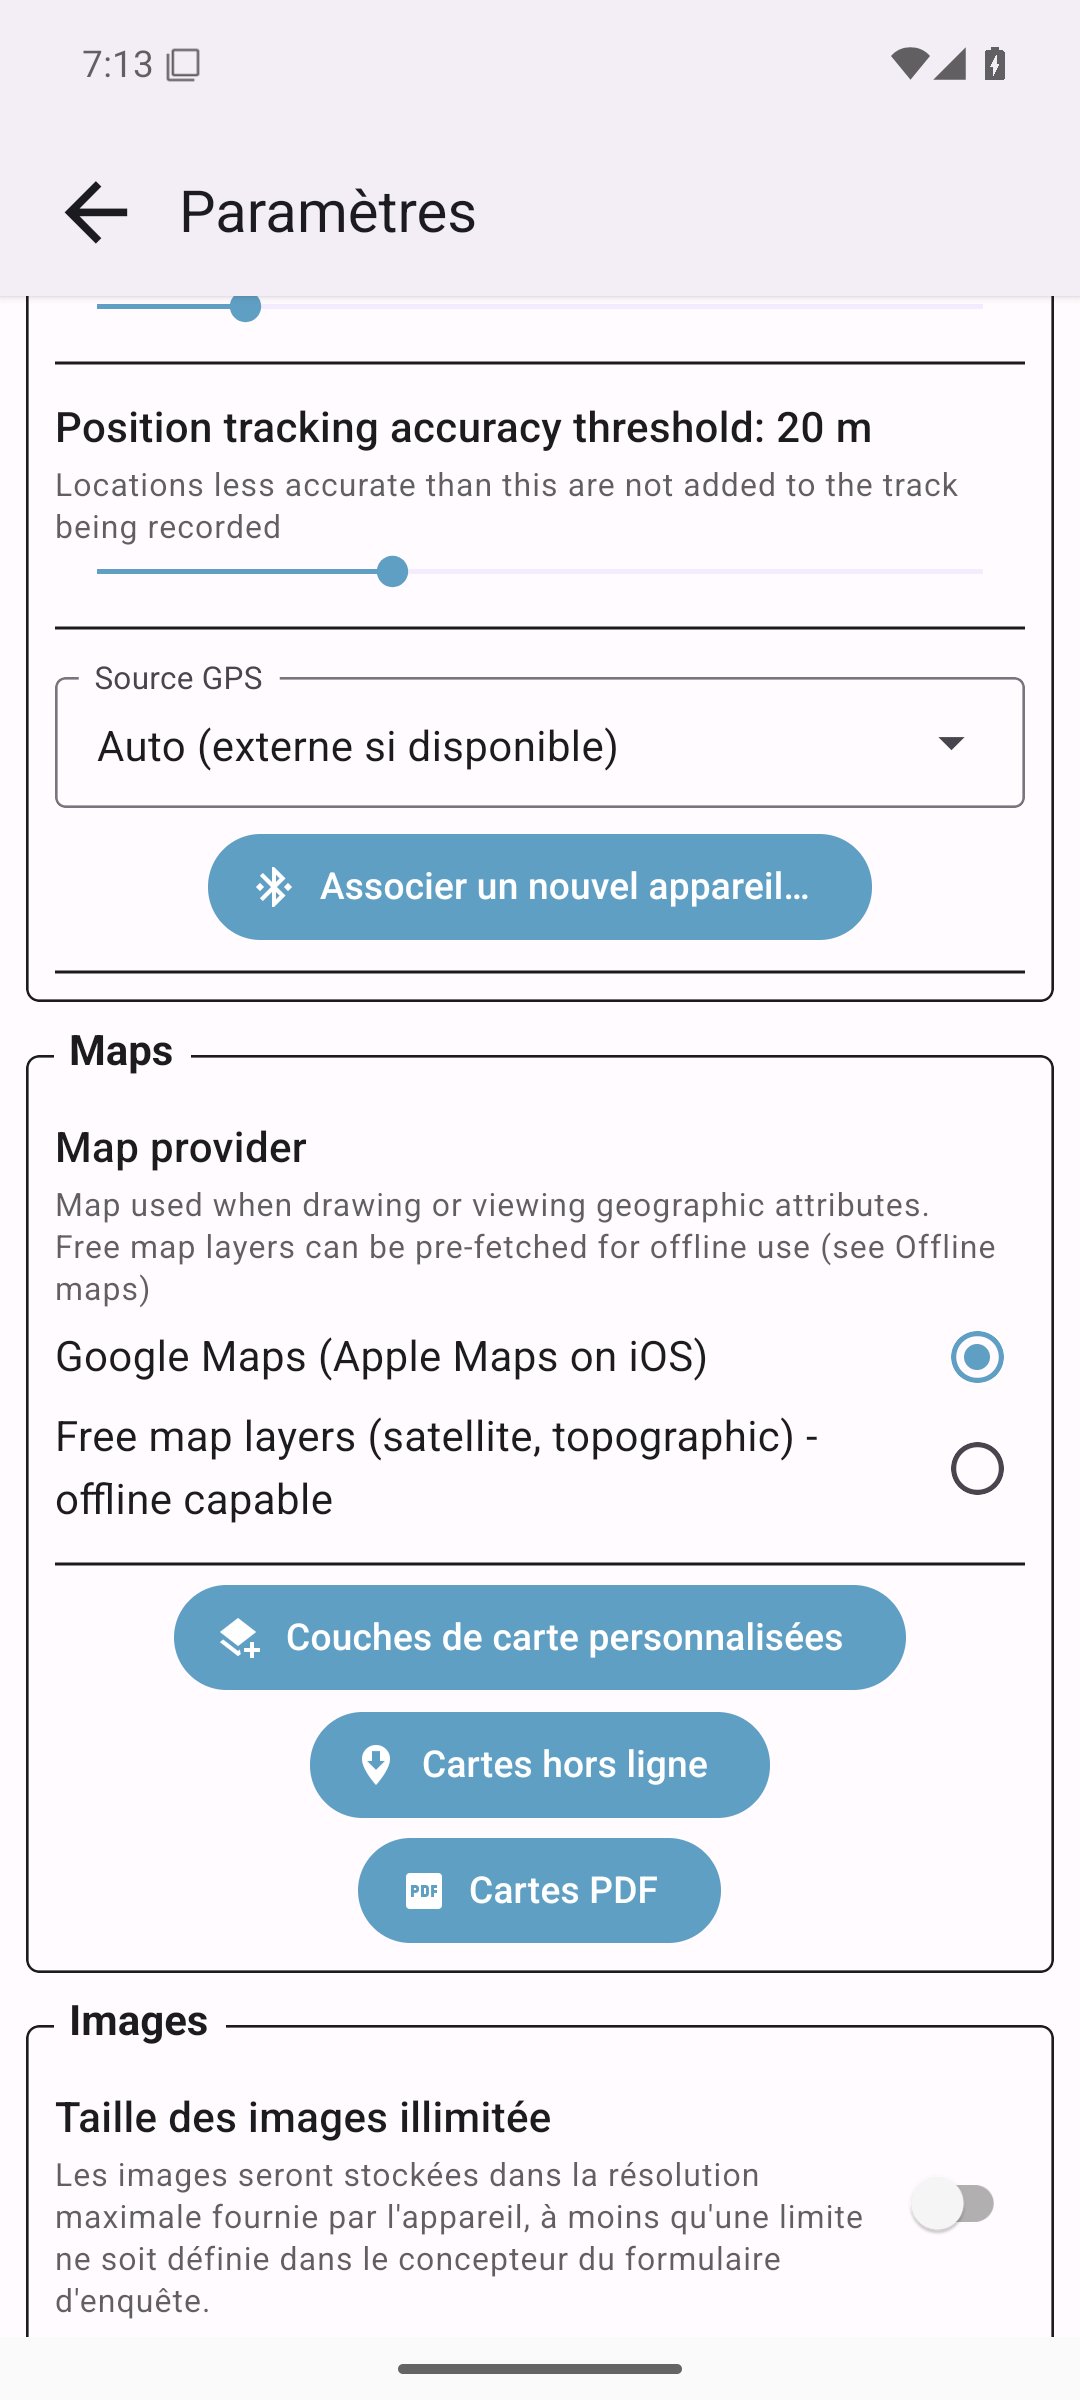 7:13
Paramètres
Position tracking accuracy threshold: 20 m
Locations less accurate than this are not added to the track
being recorded
Source GPS
Auto (externe si disponible)
Associer un nouvel appareil...
Maps
Map provider
Map used when drawing or viewing geographic attributes.
Free map layers can be pre-fetched for offline use (see Offline
maps)
Google Maps (Apple Maps on iOS)
Free map layers (satellite, topographic) -
offline capable
Couches de carte personnalisées
Cartes hors ligne
PDF Cartes PDF
Images
Taille des images illimitée
Les images seront stockées dans la résolution
maximale fournie par l'appareil, à moins qu'une limite
ne soit définie dans le concepteur du formulaire
d'enquête.